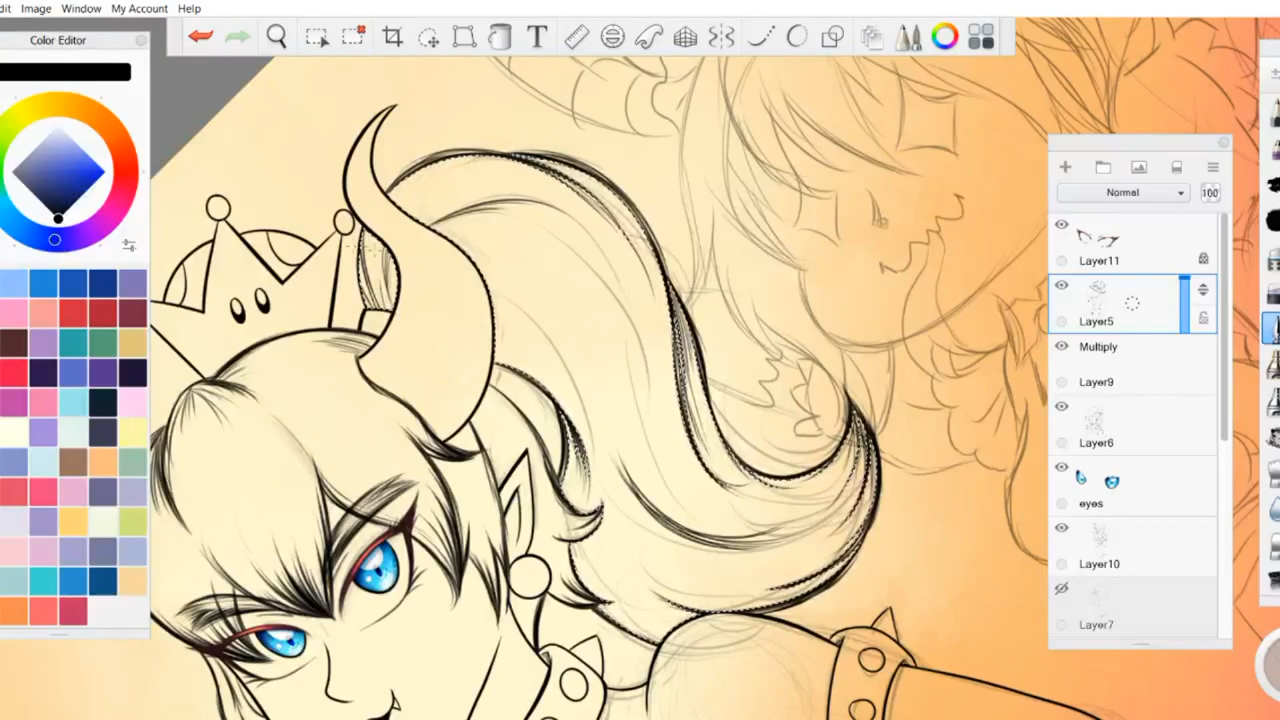 dit Image Window My Account Help
Color Editor
T
Normal 100
Layer11
Layer5
Multiply
Layer9
Layer6
eyes
Layer10
Layer7